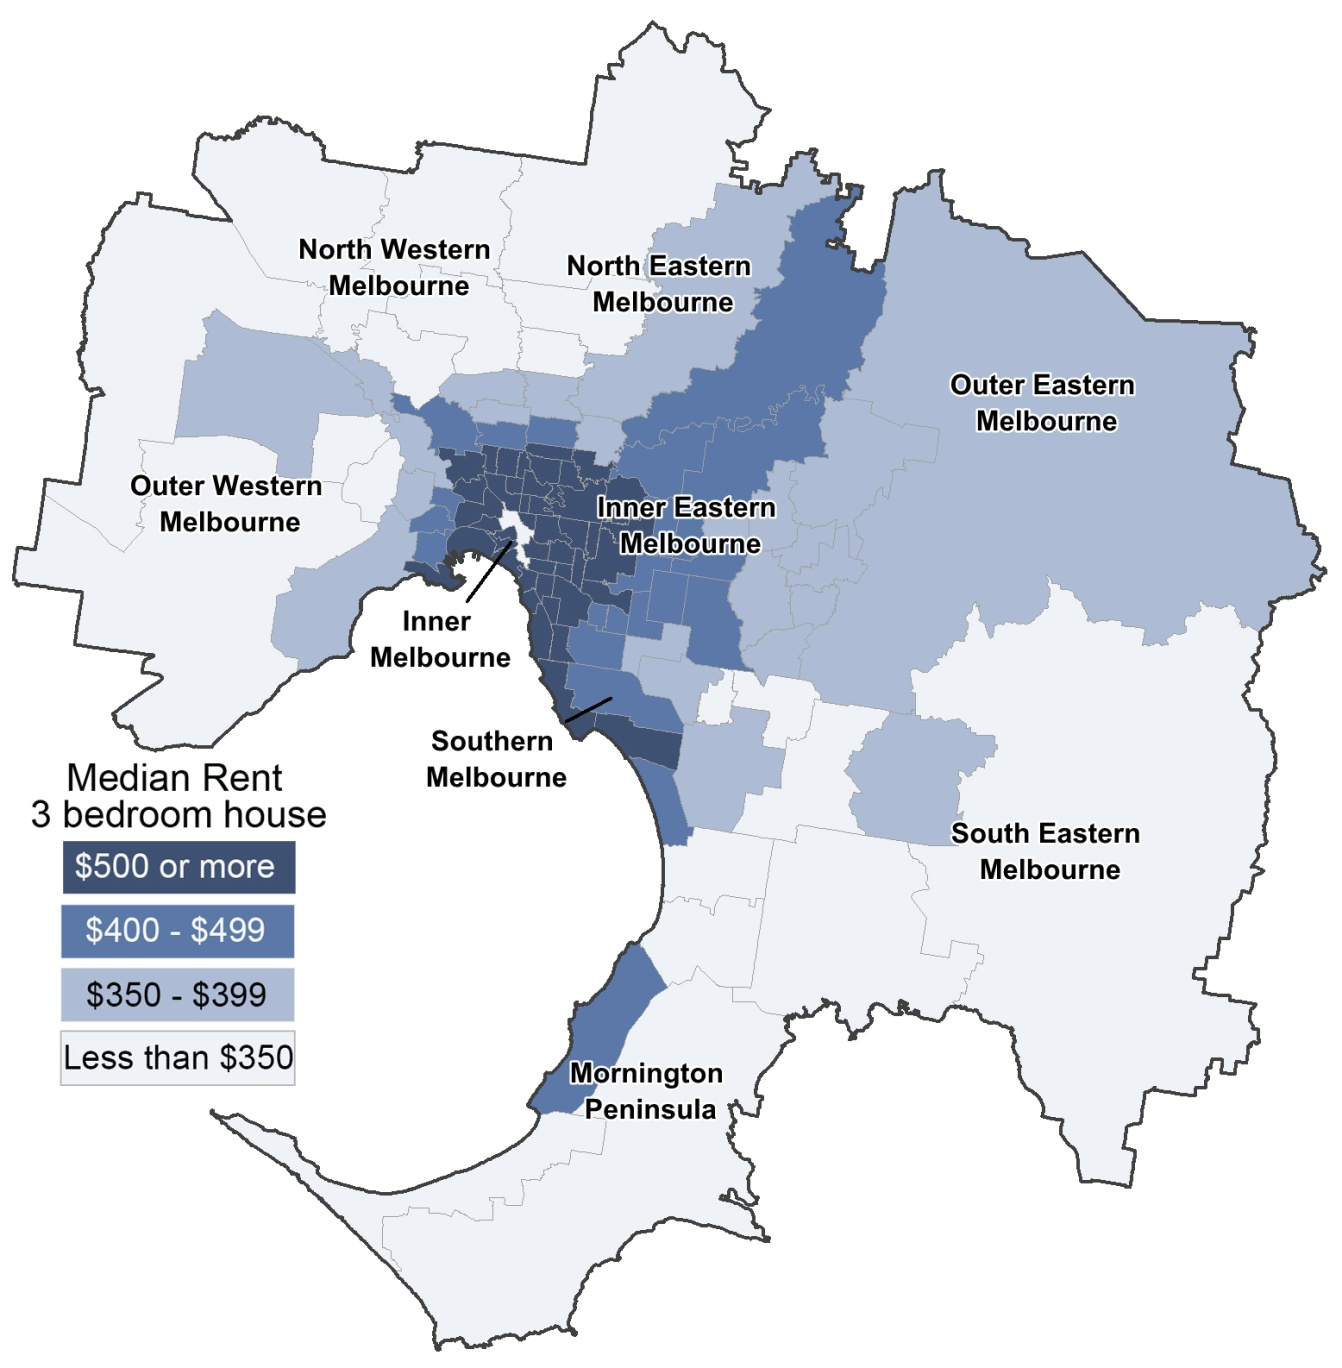 North Western
Melbourne
North Eastern
Melbourne
Outer Eastern
Melbourne
Outer Western
Melbourne
Inner Eastern
Melbourne
Inner
Melbourne
Southern
Melbourne
South Eastern
Melbourne
Mornington
Peninsula
Median Rent
3 bedroom house
$500 or more
$400 - $499
$350 - $399
Less than $350